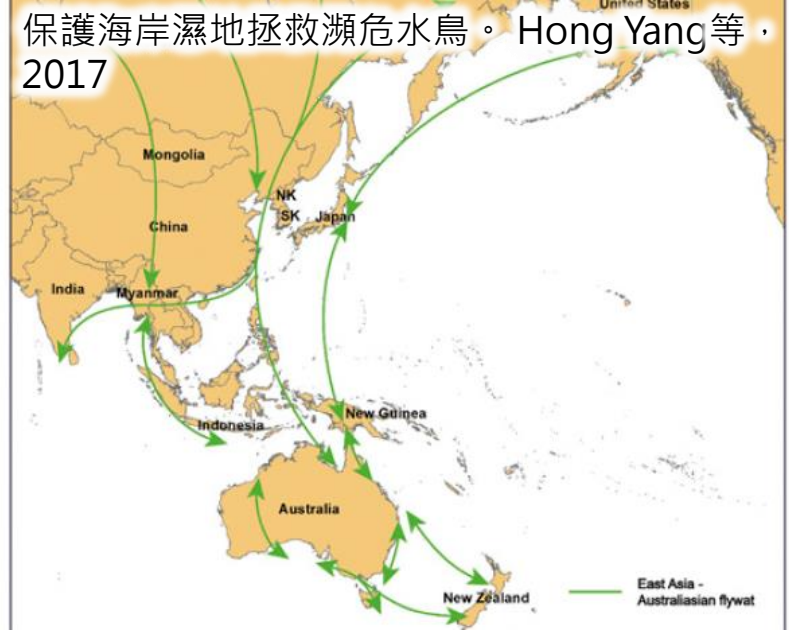 United States
保護海岸濕地拯救瀕危水鳥。 Hong Yang等，
2017
Mongolia
NK
SK Japan
China
India Myanmar
New Guinea
Indonesia
Australia
New Zealand
East Asia -
Australiasian flywat